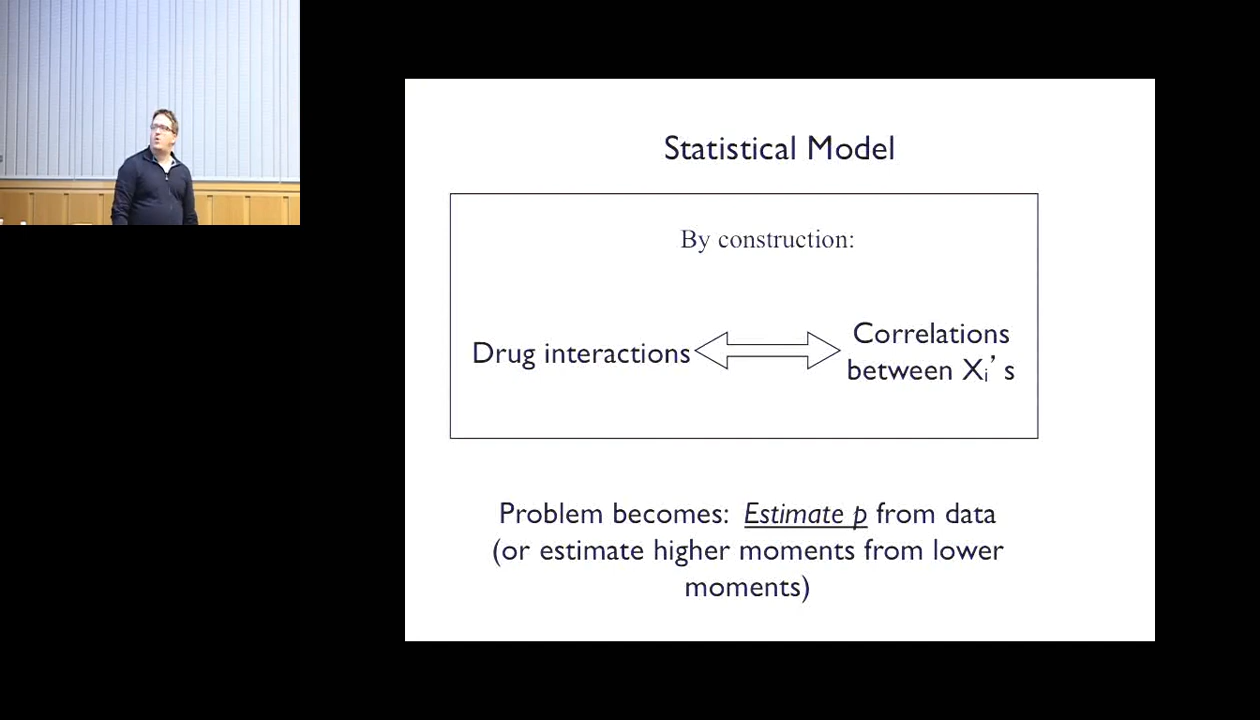 Statistical Model
By construction:
Drug interactions
Correlations
between Xᵢ's
Problem becomes: Estimate p from data
(or estimate higher moments from lower
moments)